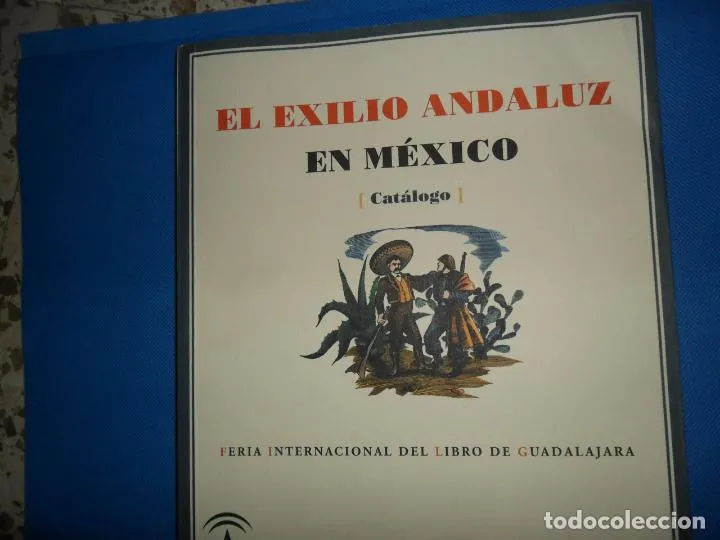 EL EXILIO ANDALUZ
EN MÉXICO
[ Catálogo ]
FERIA INTERNACIONAL DEL LIBRO DE GUADALAJARA
todocoleccion